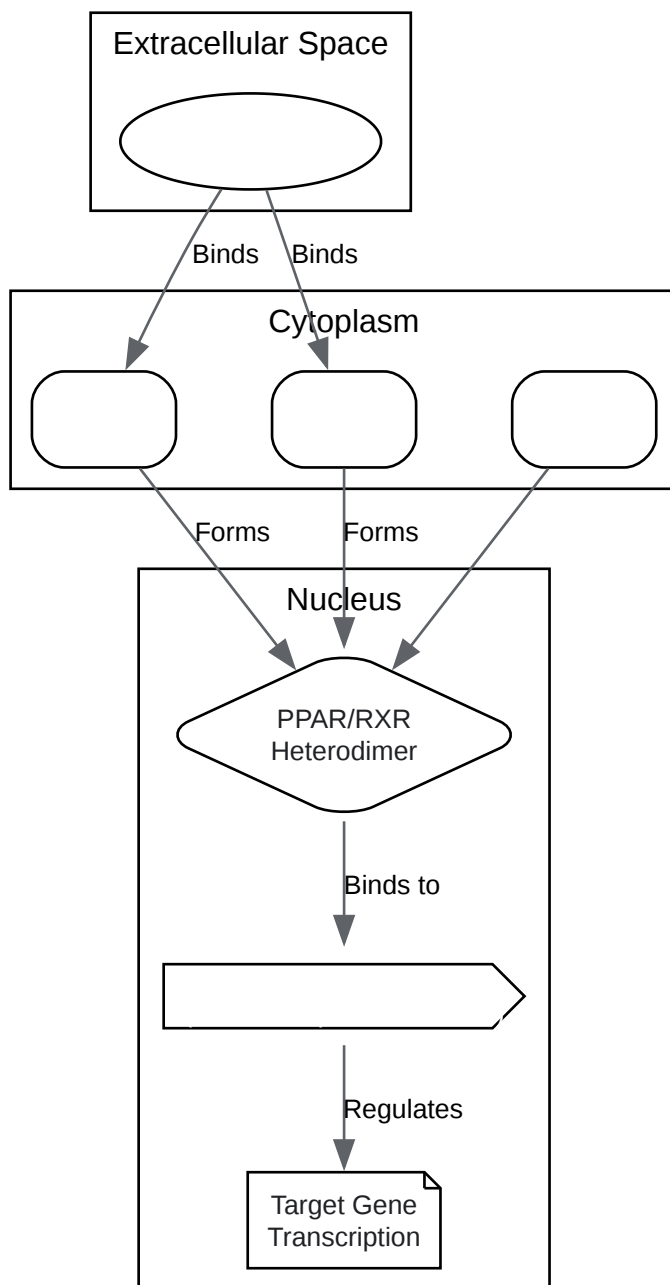 Extracellular Space
Binds
Binds
Cytoplasm
Forms
Forms
Nucleus
PPAR/RXR
Heterodimer
Binds to
Regulates
Target Gene
Transcription